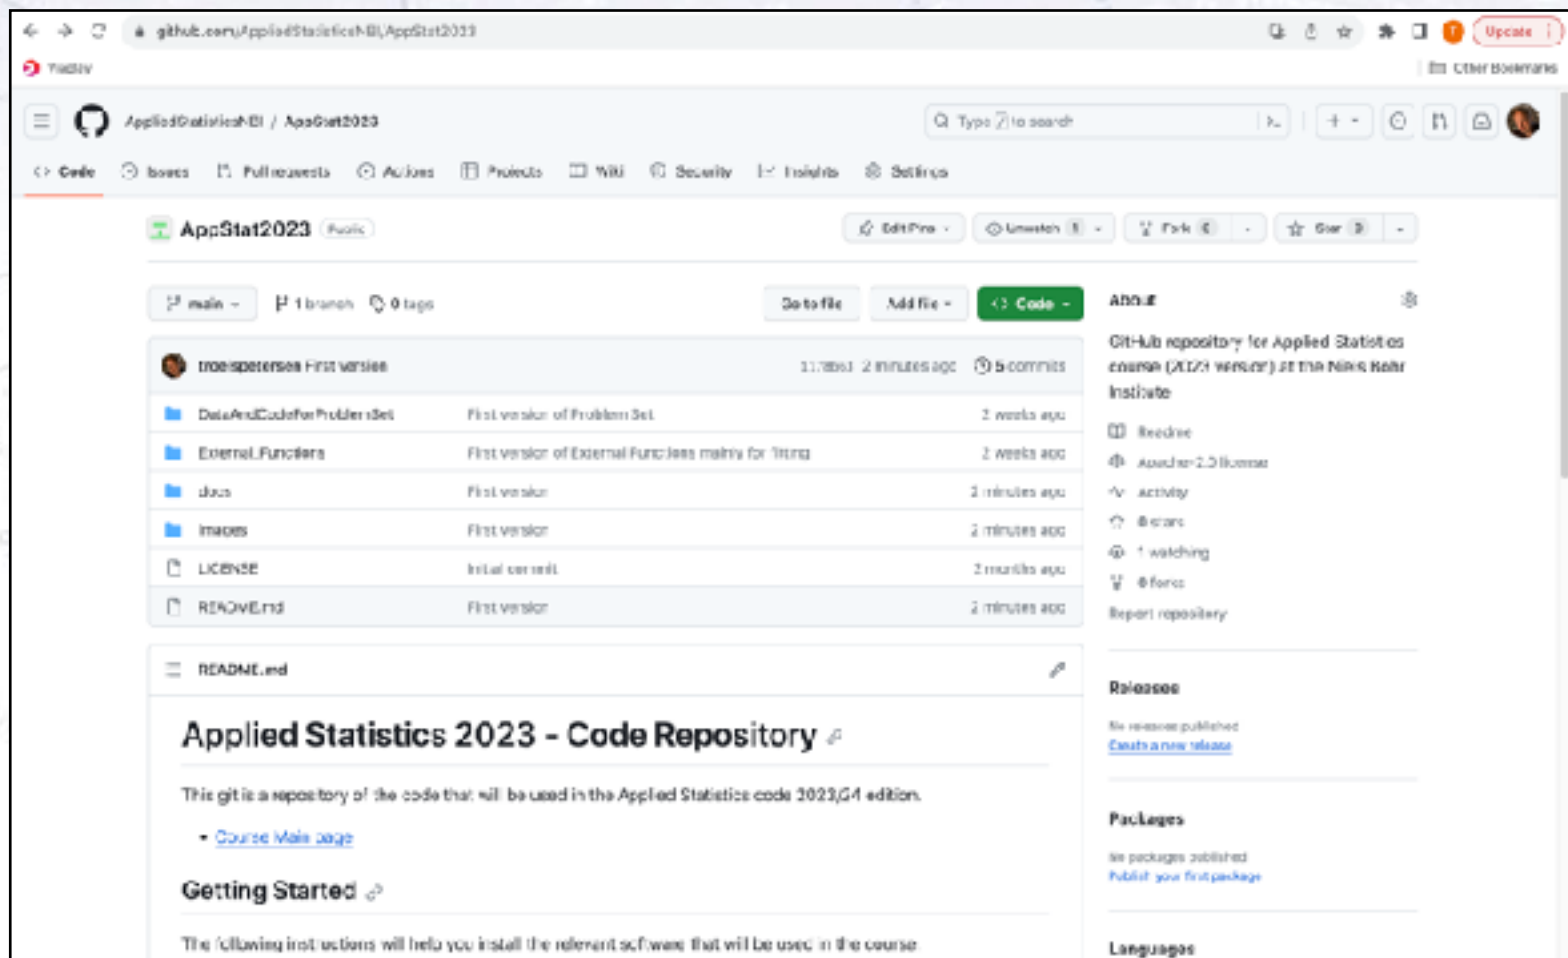 github.com/AppliedStatisticsNBI/AppStat2023
Update
Other Bookmarks
AppliedStatisticsNBI / AppStat2023
Type / to search
Code Issues Pull requests Actions Projects Wiki Security Insights Settings
AppStat2023 Public
Edit Pins Unwatch 1 Fork 0 Star 0
main 1 branch 0 tags
Go to file Add file Code
troelspetersen First version 2 minutes ago 5 commits
DataAndCodeForProblemSet First version of Problem Set 2 weeks ago
External_Functions First version of External Functions mainly for fitting 2 weeks ago
docs First version 2 minutes ago
images First version 2 minutes ago
LICENSE Initial commit 2 months ago
README.md First version 2 minutes ago
README.md
Applied Statistics 2023 - Code Repository
This git is a repository of the code that will be used in the Applied Statistics code 2023/24 edition.
• Course Main page
Getting Started
The following instructions will help you install the relevant software that will be used in the course
About
GitHub repository for Applied Statistics
course (2023 version) at the Niels Bohr
Institute
Readme
Apache-2.0 license
Activity
0 stars
1 watching
0 forks
Report repository
Releases
No releases published
Create a new release
Packages
No packages published
Publish your first package
Languages